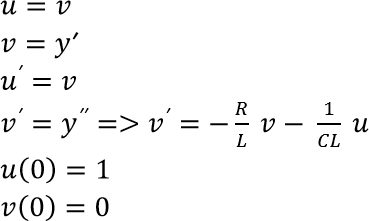 u = v
v = y′
u′ = v
v′ = y′′ => v′ = − R/L v − 1/CL u
u(0) = 1
v(0) = 0